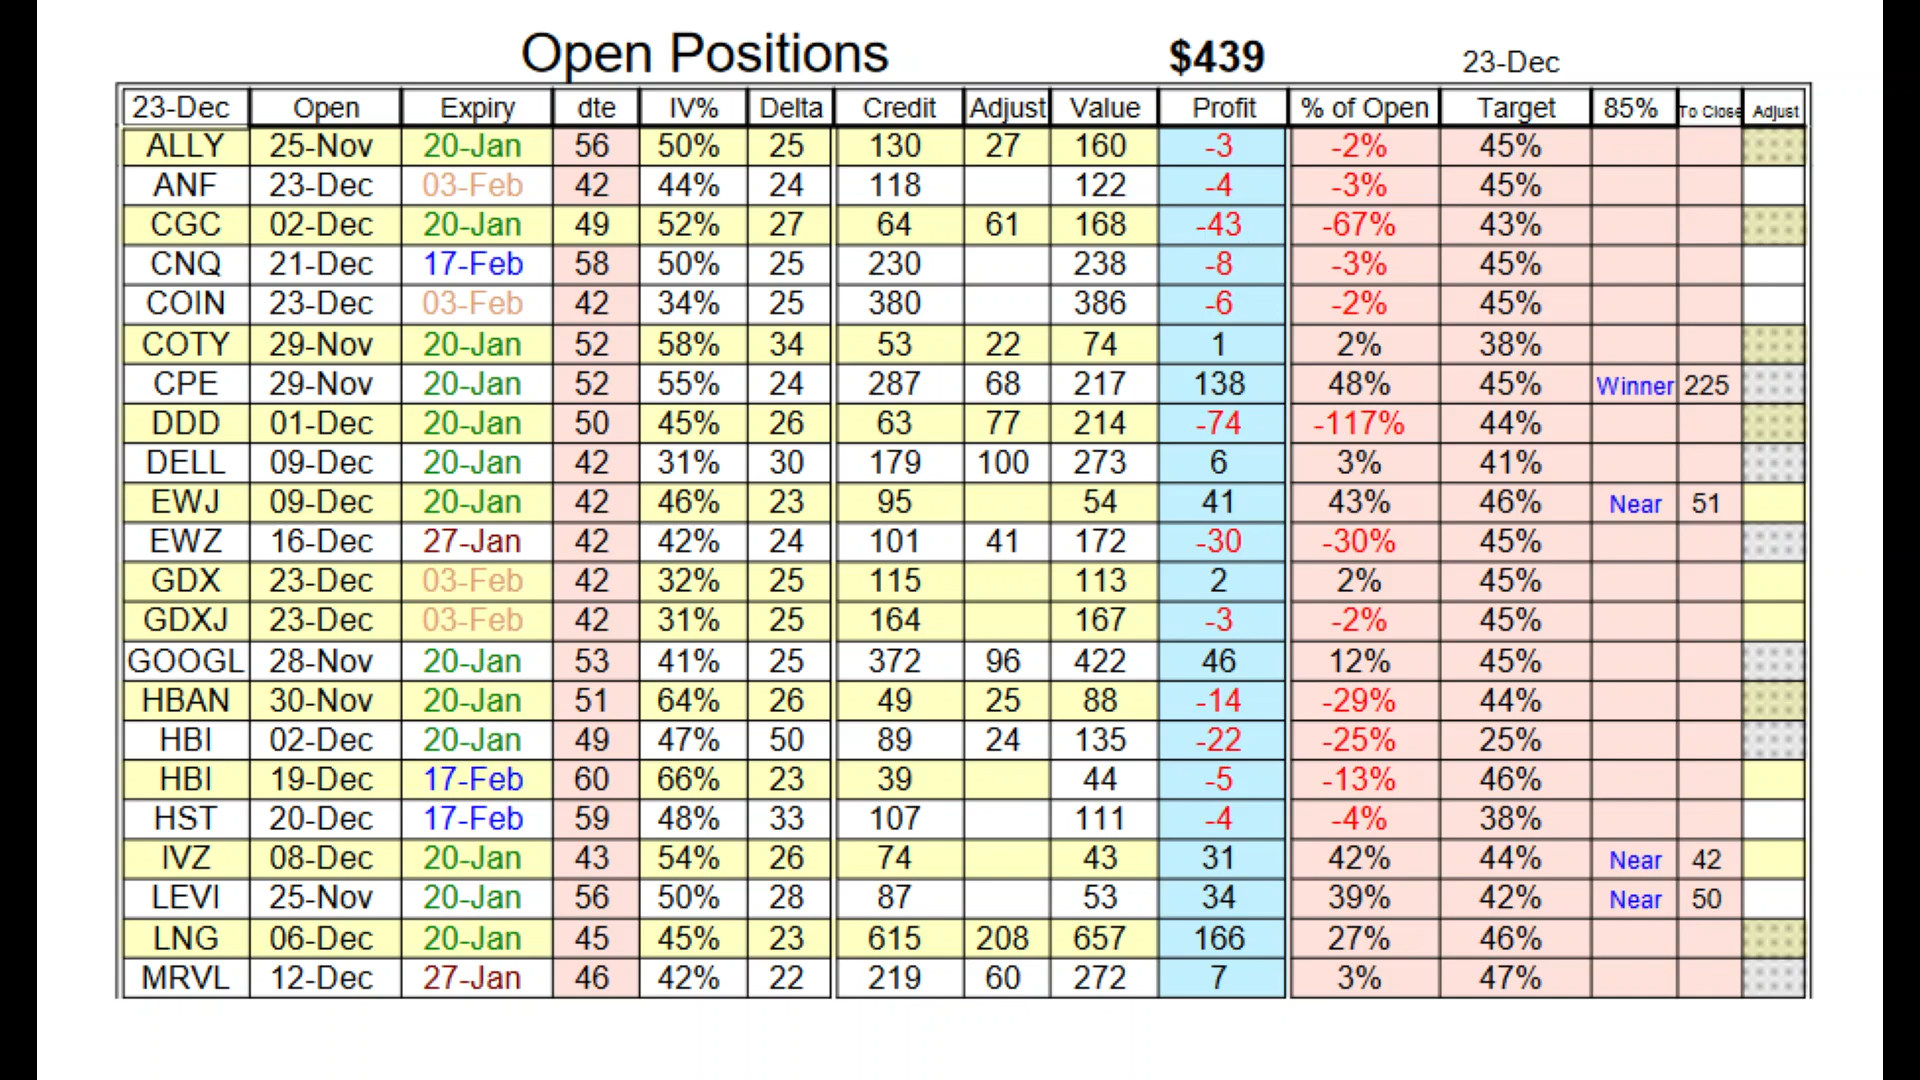 Open Positions $439 23-Dec
23-Dec Open Expiry dte IV% Delta Credit Adjust Value Profit % of Open Target 85% To Close Adjust
ALLY 25-Nov 20-Jan 56 50% 25 130 27 160 -3 -2% 45%
ANF 23-Dec 03-Feb 42 44% 24 118 122 -4 -3% 45%
CGC 02-Dec 20-Jan 49 52% 27 64 61 168 -43 -67% 43%
CNQ 21-Dec 17-Feb 58 50% 25 230 238 -8 -3% 45%
COIN 23-Dec 03-Feb 42 34% 25 380 386 -6 -2% 45%
COTY 29-Nov 20-Jan 52 58% 34 53 22 74 1 2% 38%
CPE 29-Nov 20-Jan 52 55% 24 287 68 217 138 48% 45% Winner 225
DDD 01-Dec 20-Jan 50 45% 26 63 77 214 -74 -117% 44%
DELL 09-Dec 20-Jan 42 31% 30 179 100 273 6 3% 41%
EWJ 09-Dec 20-Jan 42 46% 23 95 54 41 43% 46% Near 51
EWZ 16-Dec 27-Jan 42 42% 24 101 41 172 -30 -30% 45%
GDX 23-Dec 03-Feb 42 32% 25 115 113 2 2% 45%
GDXJ 23-Dec 03-Feb 42 31% 25 164 167 -3 -2% 45%
GOOGL 28-Nov 20-Jan 53 41% 25 372 96 422 46 12% 45%
HBAN 30-Nov 20-Jan 51 64% 26 49 25 88 -14 -29% 44%
HBI 02-Dec 20-Jan 49 47% 50 89 24 135 -22 -25% 25%
HBI 19-Dec 17-Feb 60 66% 23 39 44 -5 -13% 46%
HST 20-Dec 17-Feb 59 48% 33 107 111 -4 -4% 38%
IVZ 08-Dec 20-Jan 43 54% 26 74 43 31 42% 44% Near 42
LEVI 25-Nov 20-Jan 56 50% 28 87 53 34 39% 42% Near 50
LNG 06-Dec 20-Jan 45 45% 23 615 208 657 166 27% 46%
MRVL 12-Dec 27-Jan 46 42% 22 219 60 272 7 3% 47%